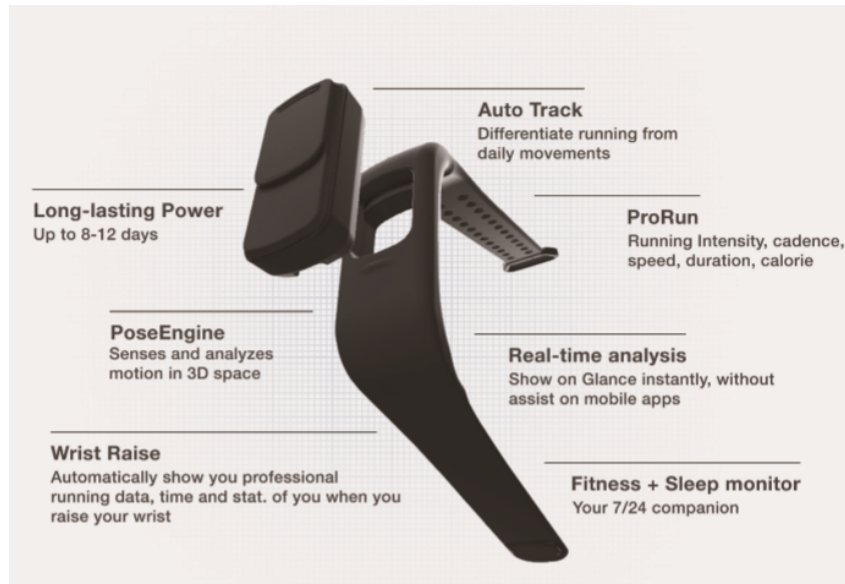 Auto Track
Differentiate running from
daily movements
Long-lasting Power
Up to 8-12 days
ProRun
Running Intensity, cadence,
speed, duration, calorie
PoseEngine
Senses and analyzes
motion in 3D space
Real-time analysis
Show on Glance instantly, without
assist on mobile apps
Wrist Raise
Automatically show you professional
running data, time and stat. of you when you
raise your wrist
Fitness + Sleep monitor
Your 7/24 companion